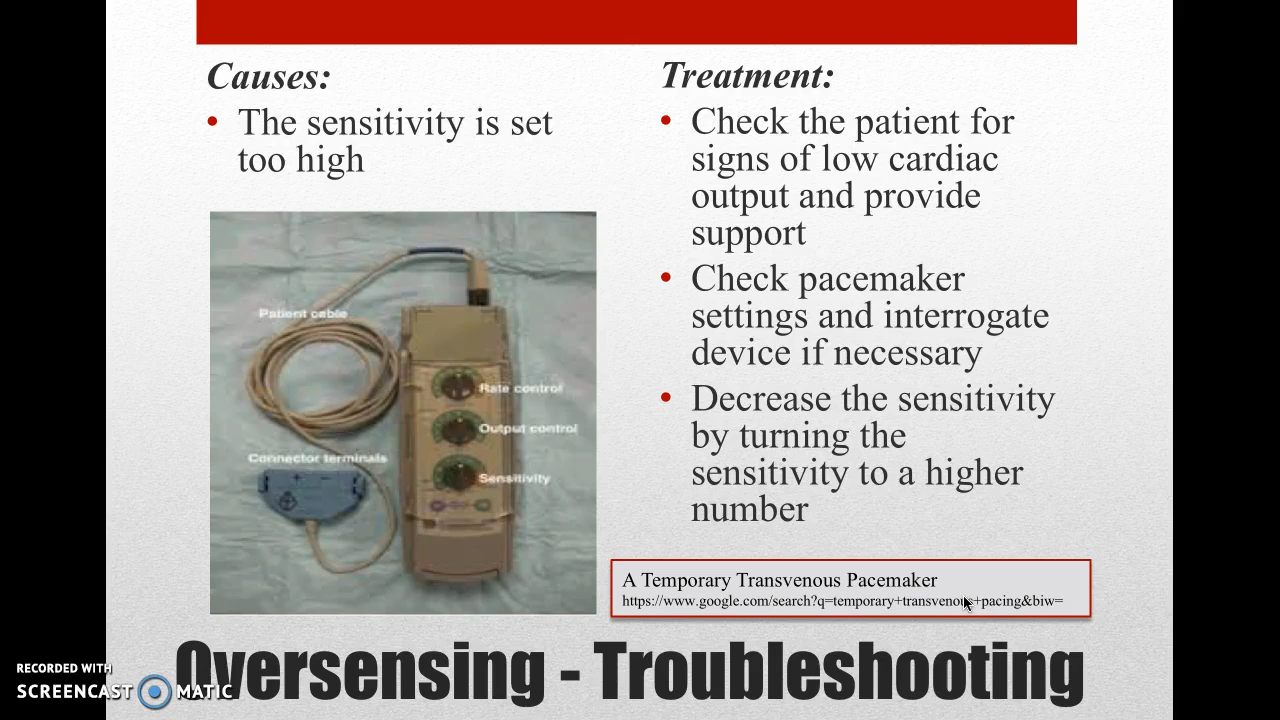 Causes:
• The sensitivity is set
too high
Patient cable
Rate control
Output control
Connector terminals
Sensitivity
Treatment:
• Check the patient for
signs of low cardiac
output and provide
support
• Check pacemaker
settings and interrogate
device if necessary
• Decrease the sensitivity
by turning the
sensitivity to a higher
number
A Temporary Transvenous Pacemaker
https://www.google.com/search?q=temporary+transvenous+pacing&biw=
Oversensing - Troubleshooting
RECORDED WITH
SCREENCAST MATIC